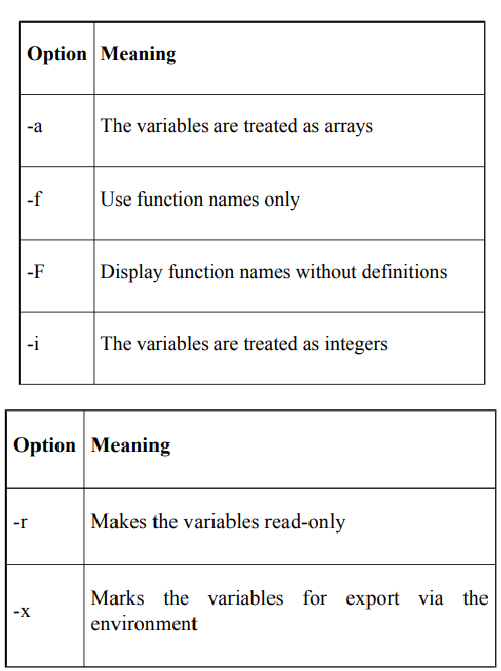 Option Meaning
-a The variables are treated as arrays
-f Use function names only
-F Display function names without definitions
-i The variables are treated as integers
Option Meaning
-r Makes the variables read-only
-x Marks the variables for export via the
environment